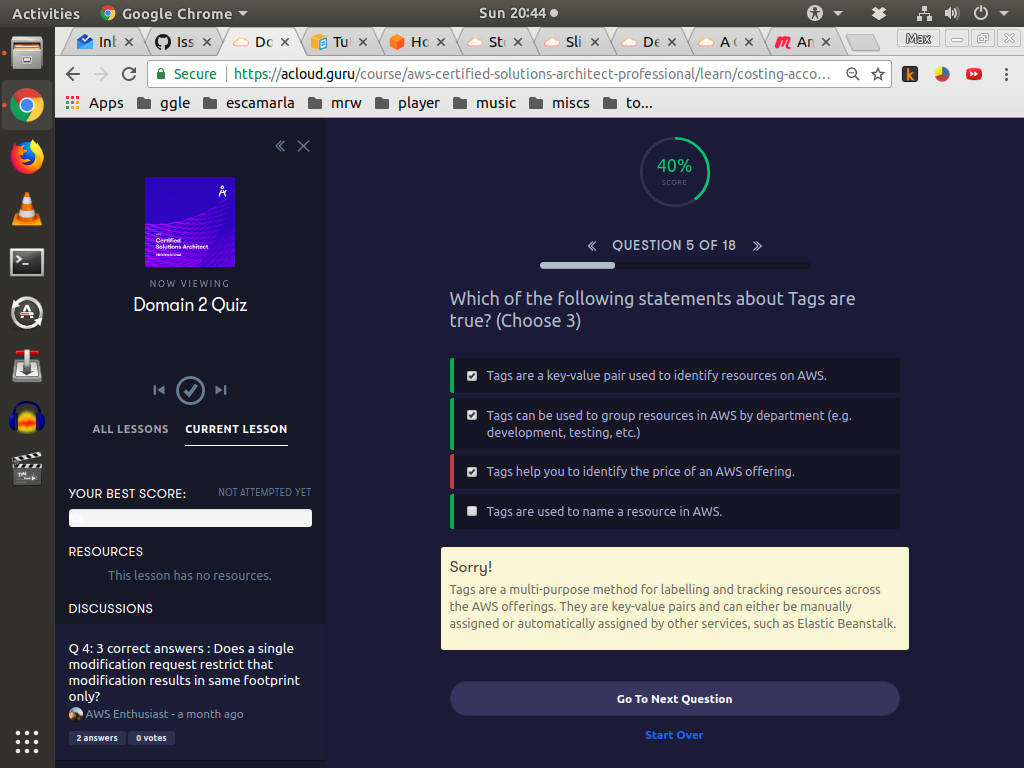 Activities
Google Chrome
Sun 20:44
Inb
Iss
Do
Tu
Ho
Sto
Sli
De
A C
An
Max
Secure
https://acloud.guru/course/aws-certified-solutions-architect-professional/learn/costing-acco...
Apps
ggle
escamarla
mrw
player
music
miscs
to...
NOW VIEWING
Domain 2 Quiz
ALL LESSONS
CURRENT LESSON
YOUR BEST SCORE:
NOT ATTEMPTED YET
RESOURCES
This lesson has no resources.
DISCUSSIONS
Q 4: 3 correct answers : Does a single
modification request restrict that
modification results in same footprint
only?
AWS Enthusiast - a month ago
2 answers
0 votes
Certified
Solutions Architect
40%
SCORE
« QUESTION 5 OF 18 »
Which of the following statements about Tags are
true? (Choose 3)
Tags are a key-value pair used to identify resources on AWS.
Tags can be used to group resources in AWS by department (e.g.
development, testing, etc.)
Tags help you to identify the price of an AWS offering.
Tags are used to name a resource in AWS.
Sorry!
Tags are a multi-purpose method for labelling and tracking resources across
the AWS offerings. They are key-value pairs and can either be manually
assigned or automatically assigned by other services, such as Elastic Beanstalk.
Go To Next Question
Start Over